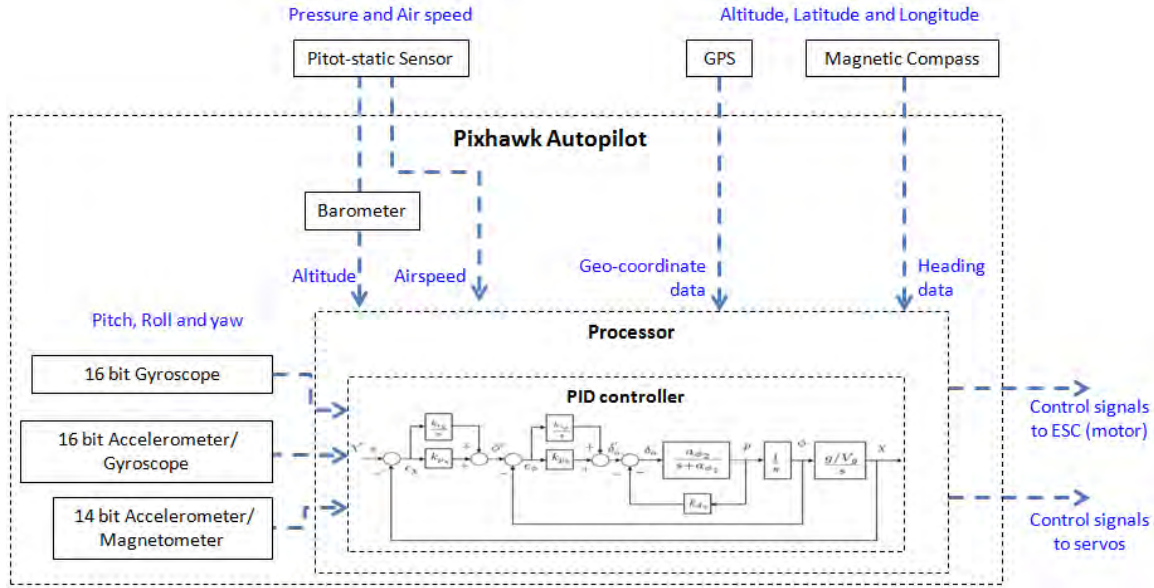 Pressure and Air speed
Altitude, Latitude and Longitude
Pitot-static Sensor
GPS
Magnetic Compass
Pixhawk Autopilot
Barometer
Altitude
Airspeed
Geo-coordinate
data
Heading
data
Pitch, Roll and yaw
Processor
16 bit Gyroscope
PID controller
16 bit Accelerometer/
Gyroscope
14 bit Accelerometer/
Magnetometer
g/V_g
s
Control signals
to ESC (motor)
Control signals
to servos